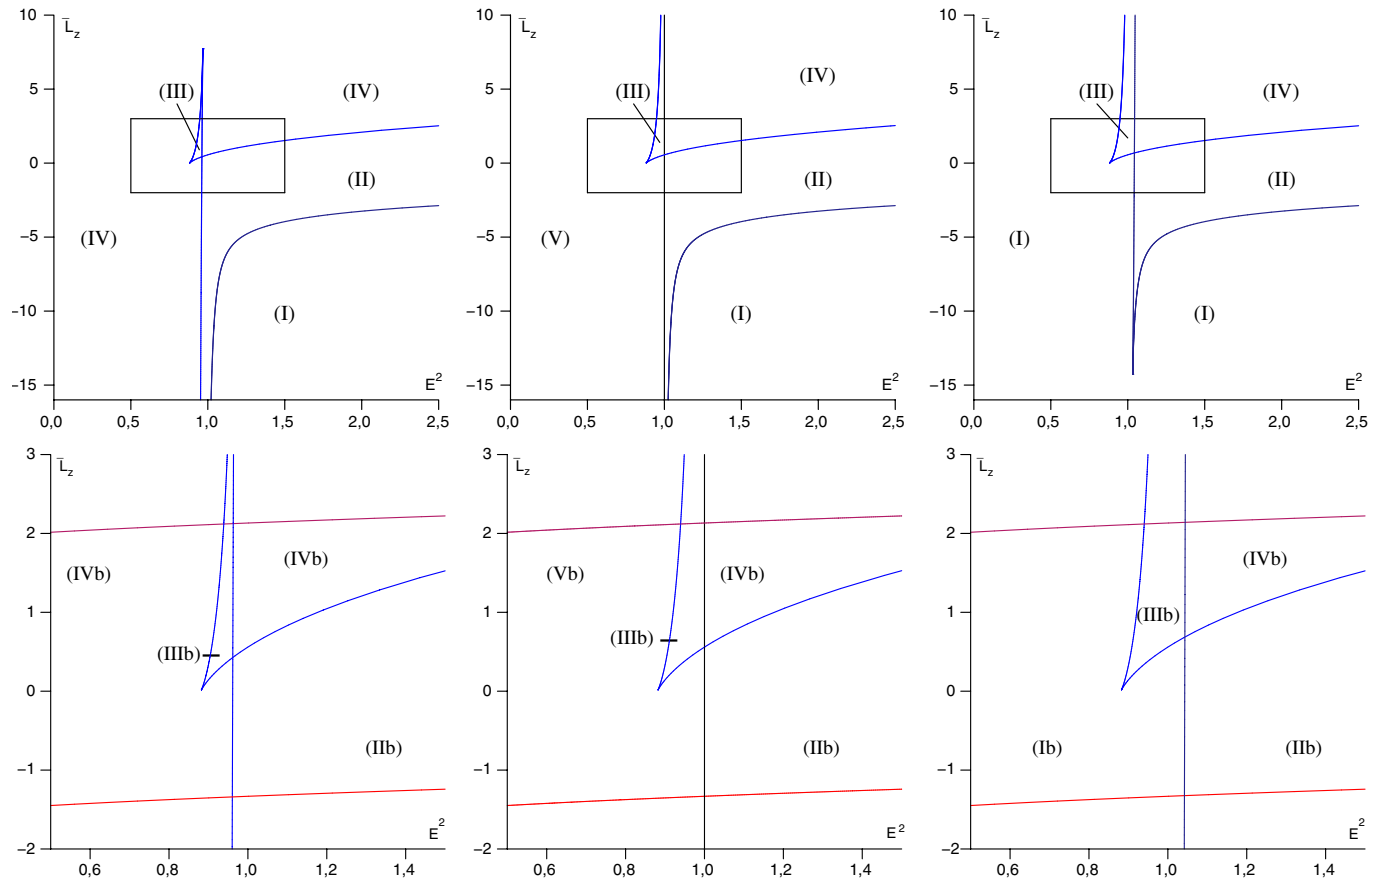 10
L̄z
5
0
−5
−10
−15
(III)
(IV)
(II)
(IV)
(I)
E2
0,0
0,5
1,0
1,5
2,0
2,5
10
L̄z
5
0
−5
−10
−15
(III)
(IV)
(II)
(V)
(I)
E2
0,0
0,5
1,0
1,5
2,0
2,5
10
L̄z
5
0
−5
−10
−15
(III)
(IV)
(II)
(I)
(I)
E2
0,0
0,5
1,0
1,5
2,0
2,5
3
L̄z
2
1
0
−1
−2
(IVb)
(IVb)
(IIIb)
(IIb)
E2
0,6
0,8
1,0
1,2
1,4
3
L̄z
2
1
0
−1
−2
(Vb)
(IVb)
(IIIb)
(IIb)
E2
0,6
0,8
1,0
1,2
1,4
3
L̄z
2
1
0
−1
−2
(IVb)
(IIIb)
(Ib)
(IIb)
E2
0,6
0,8
1,0
1,2
1,4